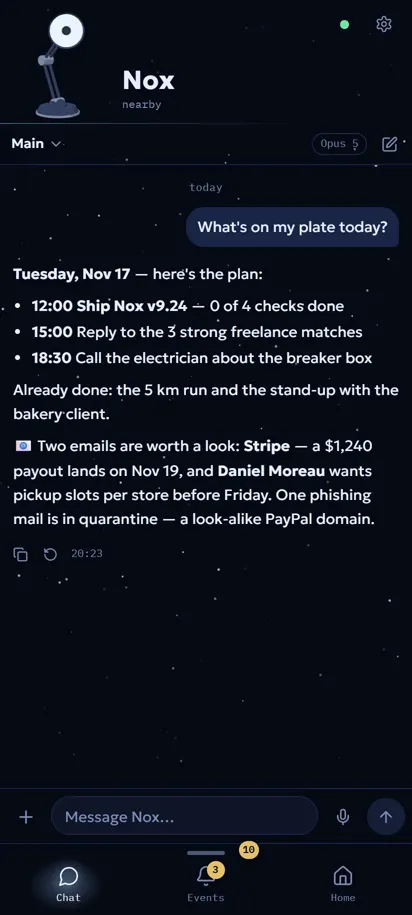 Nox
nearby
Main
Opus 5
today
What's on my plate today?
Tuesday, Nov 17 — here's the plan:
• 12:00 Ship Nox v9.24 — 0 of 4 checks done
• 15:00 Reply to the 3 strong freelance matches
• 18:30 Call the electrician about the breaker box
Already done: the 5 km run and the stand-up with the
bakery client.
📧 Two emails are worth a look: Stripe — a $1,240
payout lands on Nov 19, and Daniel Moreau wants
pickup slots per store before Friday. One phishing
mail is in quarantine — a look-alike PayPal domain.
20:23
Message Nox...
10
3
Chat
Events
Home